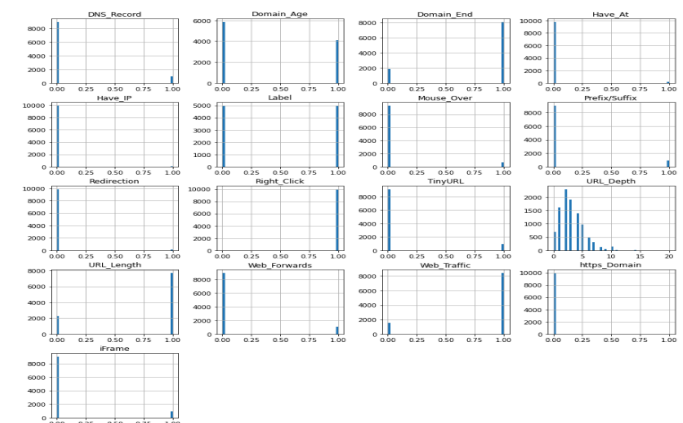 DNS_Record Domain_Age Domain_End Have_At
8000 6000 8000 10000
6000 4000 6000 8000
4000 2000 4000 6000
2000 0 2000 4000
0 0 2000
0
0.00 0.25 0.50 0.75 1.00 0.00 0.25 0.50 0.75 1.00 0.00 0.25 0.50 0.75 1.00 0.00 0.25 0.50 0.75 1.00
Have_IP Label Mouse_Over Prefix/Suffix
10000 5000 8000 8000
8000 4000 6000 6000
6000 3000 4000 4000
4000 2000 2000 2000
2000 1000 0 0
0 0
0.00 0.25 0.50 0.75 1.00 0.00 0.25 0.50 0.75 1.00 0.00 0.25 0.50 0.75 1.00 0.00 0.25 0.50 0.75 1.00
Redirection Right_Click TinyURL URL_Depth
10000 10000 8000 2000
8000 8000 6000 1500
6000 6000 4000 1000
4000 4000 2000 500
2000 2000 0 0
0 0
0.00 0.25 0.50 0.75 1.00 0.00 0.25 0.50 0.75 1.00 0.00 0.25 0.50 0.75 1.00 0 5 10 15 20
URL_Length Web_Forwards Web_Traffic https_Domain
8000 8000 8000 10000
6000 6000 6000 8000
4000 4000 4000 6000
2000 2000 2000 4000
0 0 0 2000
0
0.00 0.25 0.50 0.75 1.00 0.00 0.25 0.50 0.75 1.00 0.00 0.25 0.50 0.75 1.00 0.00 0.25 0.50 0.75 1.00
iFrame
8000
6000
4000
2000
0